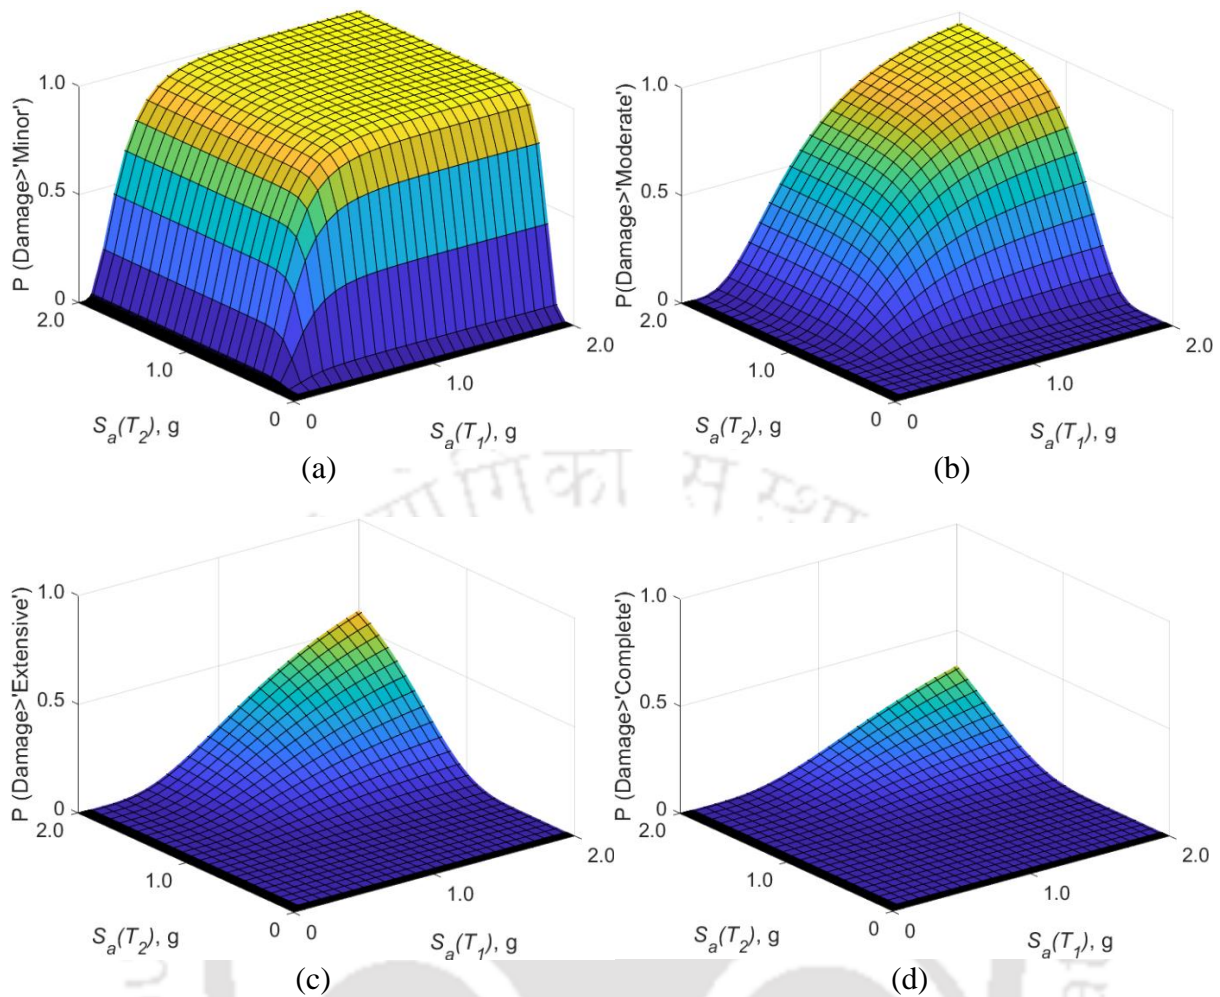 P (Damage>'Minor')
1.0
0.5
0
2.0
1.0
0
S_a(T_2), g
0
1.0
2.0
S_a(T_1), g
(a)
P(Damage>'Moderate')
1.0
0.5
0
2.0
1.0
0
S_a(T_2), g
0
1.0
2.0
S_a(T_1), g
(b)
P (Damage>'Extensive')
1.0
0.5
0
2.0
1.0
0
S_a(T_2), g
0
1.0
2.0
S_a(T_1), g
(c)
P (Damage>'Complete')
1.0
0.5
0
2.0
1.0
0
S_a(T_2), g
0
1.0
2.0
S_a(T_1), g
(d)